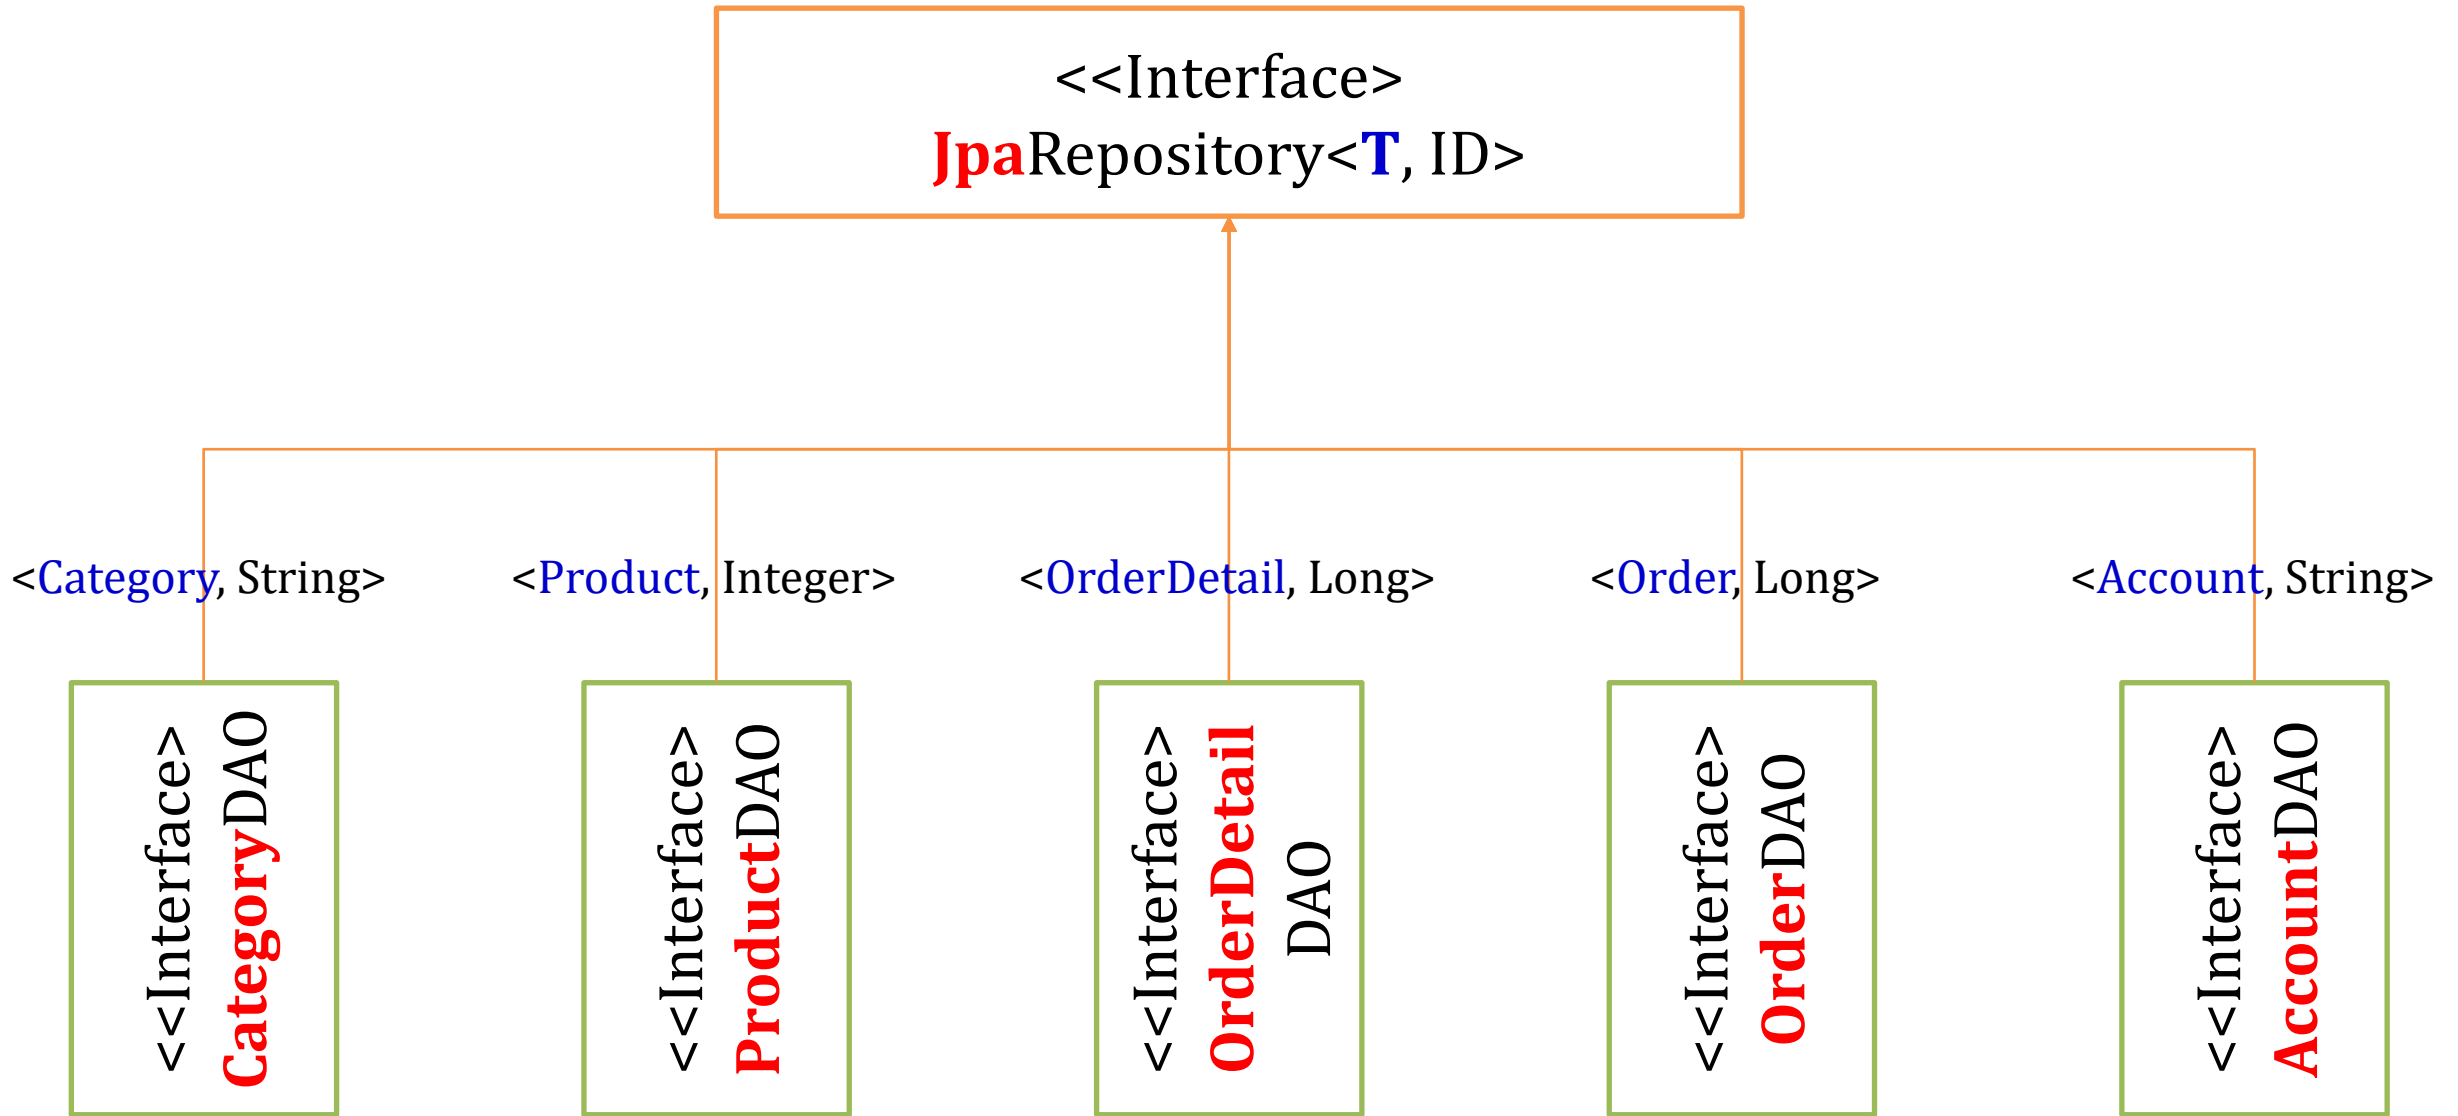 <<Interface>
JpaRepository<T, ID>
<Category, String>
<Product, Integer>
<OrderDetail, Long>
<Order, Long>
<Account, String>
<<Interface>
CategoryDAO
<<Interface>
ProductDAO
<<Interface>
OrderDetail
DAO
<<Interface>
OrderDAO
<<Interface>
AccountDAO